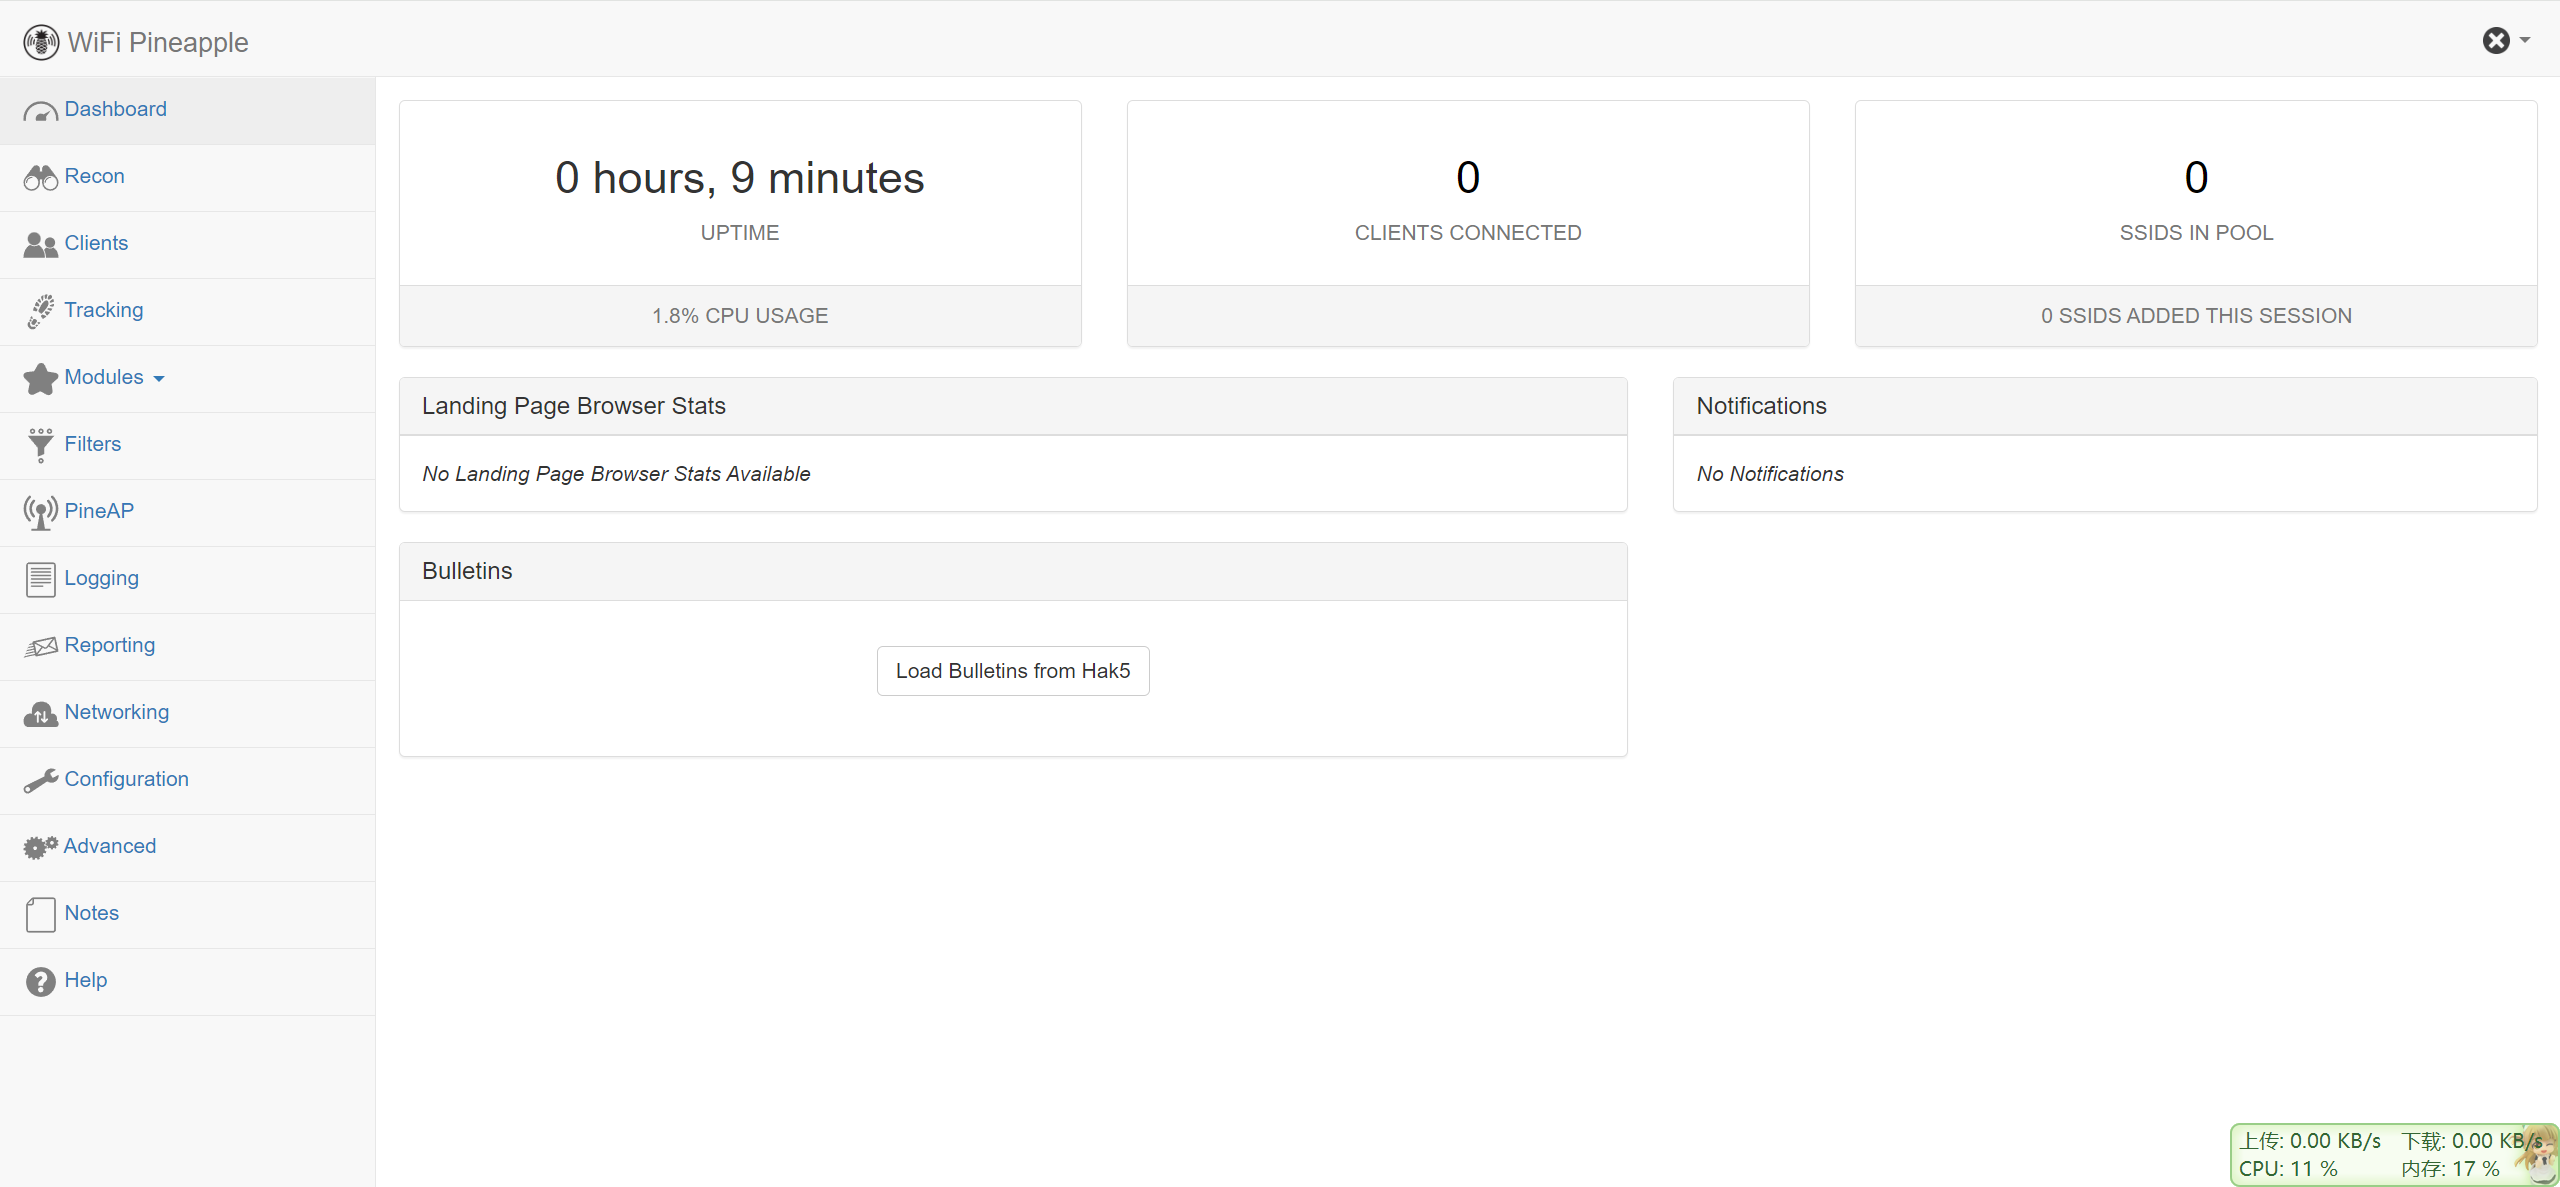 WiFi Pineapple
Dashboard
Recon
Clients
Tracking
Modules
Filters
PineAP
Logging
Reporting
Networking
Configuration
Advanced
Notes
Help
0 hours, 9 minutes
UPTIME
1.8% CPU USAGE
0
CLIENTS CONNECTED
0
SSIDS IN POOL
0 SSIDS ADDED THIS SESSION
Landing Page Browser Stats
No Landing Page Browser Stats Available
Notifications
No Notifications
Bulletins
Load Bulletins from Hak5
上传: 0.00 KB/s 下载: 0.00 KB/s
CPU: 11 % 内存: 17 %